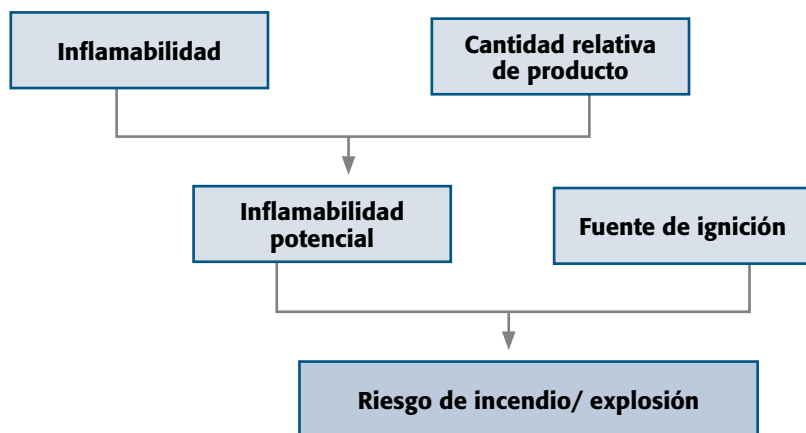 Inflamabilidad
Cantidad relativa
de producto
Inflamabilidad
potencial
Fuente de ignición
Riesgo de incendio/ explosión